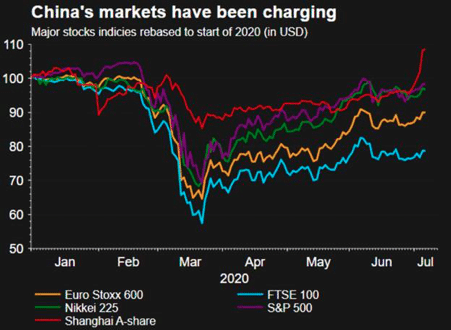 China's markets have been charging
Major stocks indicies rebased to start of 2020 (in USD)
110
100
90
80
70
60
50
Jan Feb Mar Apr May Jun Jul
2020
Euro Stoxx 600 FTSE 100
Nikkei 225 S&P 500
Shanghai A-share